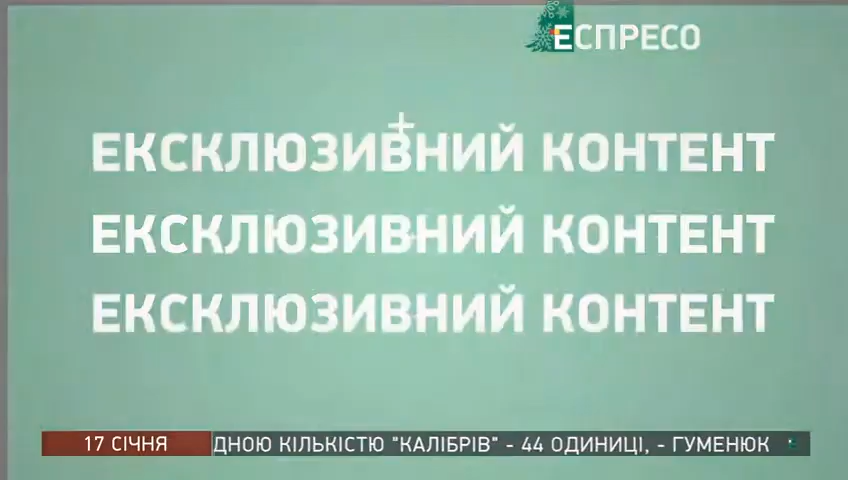 ЕСПРЕСО
ЕКСКЛЮЗИВНИЙ КОНТЕНТ
ЕКСКЛЮЗИВНИЙ КОНТЕНТ
ЕКСКЛЮЗИВНИЙ КОНТЕНТ
17 СІЧНЯ ДНОЮ КІЛЬКІСТЮ "КАЛІБРІВ" - 44 ОДИНИЦІ, - ГУМЕНЮК